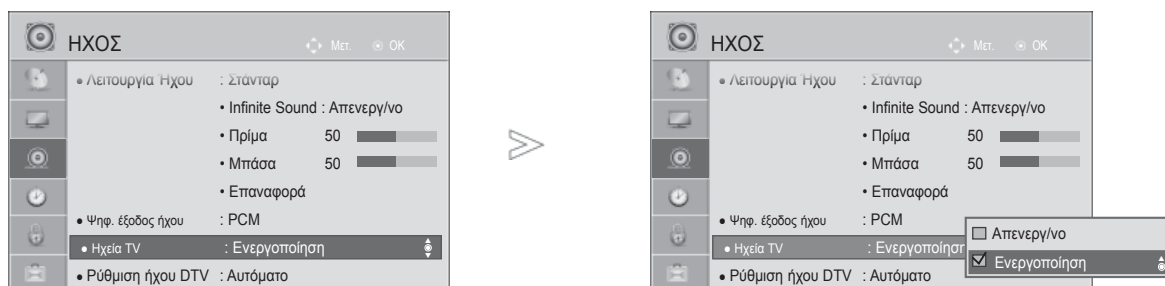 ΗΧΟΣ Μετ. OK
• Λειτουργία Ήχου : Στάνταρ
• Infinite Sound : Απενεργ/νο
• Πρίμα 50
• Μπάσα 50
• Επαναφορά
• Ψηφ. έξοδος ήχου : PCM
• Ηχεία TV : Ενεργοποίηση
• Ρύθμιση ήχου DTV : Αυτόματο
ΗΧΟΣ Μετ. OK
• Λειτουργία Ήχου : Στάνταρ
• Infinite Sound : Απενεργ/νο
• Πρίμα 50
• Μπάσα 50
• Επαναφορά
• Ψηφ. έξοδος ήχου : PCM
• Ηχεία TV : Ενεργοποίησ
• Ρύθμιση ήχου DTV : Αυτόματο
Απενεργ/νο
Ενεργοποίηση